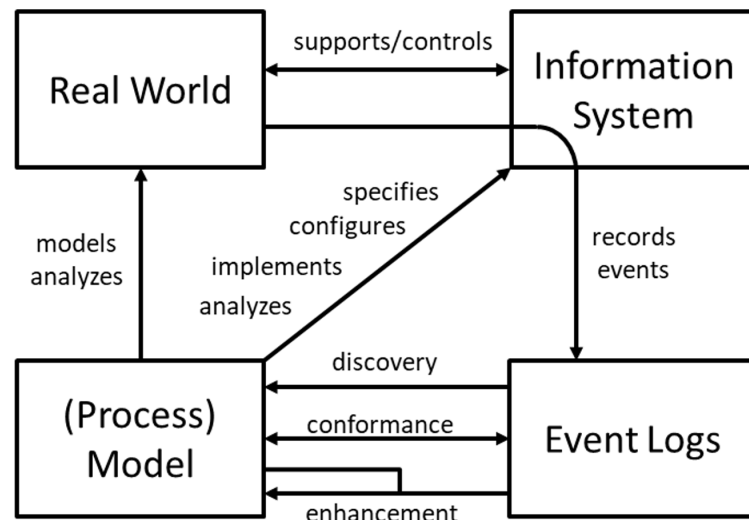 supports/controls
Real World
Information
System
specifies
configures
implements
analyzes
models
analyzes
records
events
discovery
(Process)
Model
conformance
Event Logs
enhancement